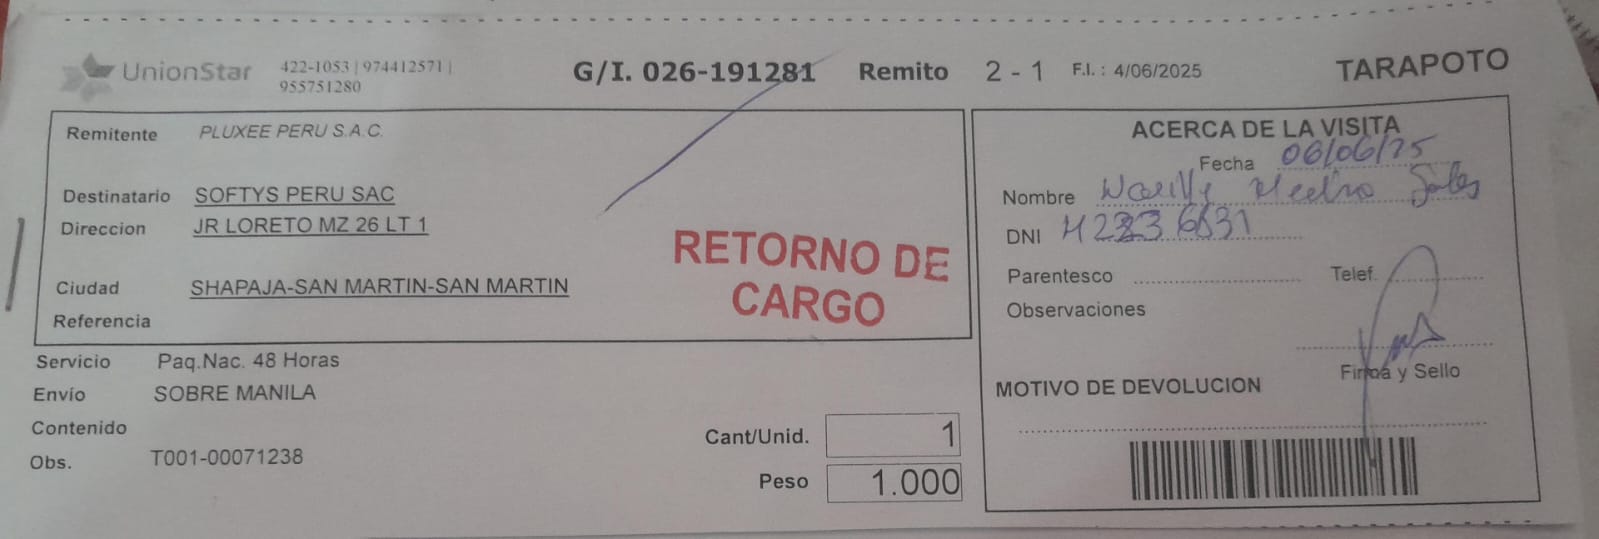 UnionStar 422-1053 | 974412571 |
955751280
G/I. 026-191281 Remito 2 - 1 F.I. : 4/06/2025 TARAPOTO
Remitente PLUXEE PERU S.A.C.
Destinatario SOFTYS PERU SAC
Direccion JR LORETO MZ 26 LT 1
Ciudad SHAPAJA-SAN MARTIN-SAN MARTIN
Referencia
RETORNO DE
CARGO
Servicio Paq.Nac. 48 Horas
Envío SOBRE MANILA
Contenido
Obs. T001-00071238
Cant/Unid. 1
Peso 1.000
ACERCA DE LA VISITA
Fecha 06/06/25
Nombre
DNI
Parentesco Telef.
Observaciones
Firma y Sello
MOTIVO DE DEVOLUCION